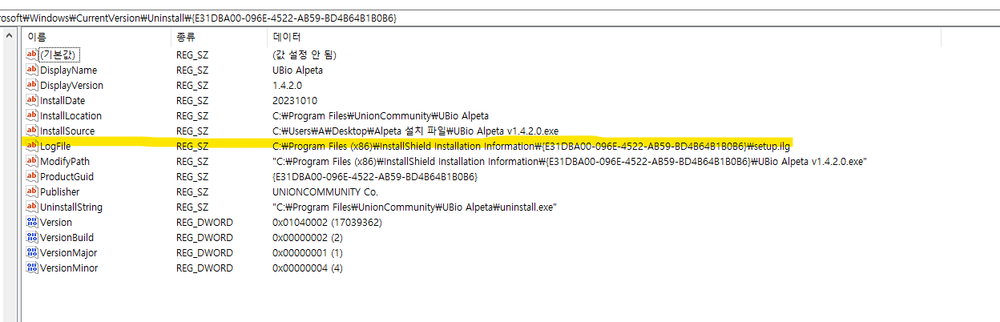 rosoft₩Windows₩CurrentVersion₩Uninstall₩{E31DBA00-096E-4522-AB59-BD4B64B1B0B6}
이름 종류 데이터
(기본값) REG_SZ (값 설정 안 됨)
DisplayName REG_SZ UBio Alpeta
DisplayVersion REG_SZ 1.4.2.0
InstallDate REG_SZ 20231010
InstallLocation REG_SZ C:₩Program Files₩UnionCommunity₩UBio Alpeta
InstallSource REG_SZ C:₩Users₩A₩Desktop₩Alpeta 설치 파일₩UBio Alpeta v1.4.2.0.exe
LogFile REG_SZ C:₩Program Files (x86)₩InstallShield Installation Information₩{E31DBA00-096E-4522-AB59-BD4B64B1B0B6}₩setup.ilg
ModifyPath REG_SZ "C:₩Program Files (x86)₩InstallShield Installation Information₩{E31DBA00-096E-4522-AB59-BD4B64B1B0B6}₩UBio Alpeta v1.4.2.0.exe"
ProductGuid REG_SZ {E31DBA00-096E-4522-AB59-BD4B64B1B0B6}
Publisher REG_SZ UNIONCOMMUNITY Co.
UninstallString REG_SZ "C:₩Program Files₩UnionCommunity₩UBio Alpeta₩uninstall.exe"
Version REG_DWORD 0x01040002 (17039362)
VersionBuild REG_DWORD 0x00000002 (2)
VersionMajor REG_DWORD 0x00000001 (1)
VersionMinor REG_DWORD 0x00000004 (4)